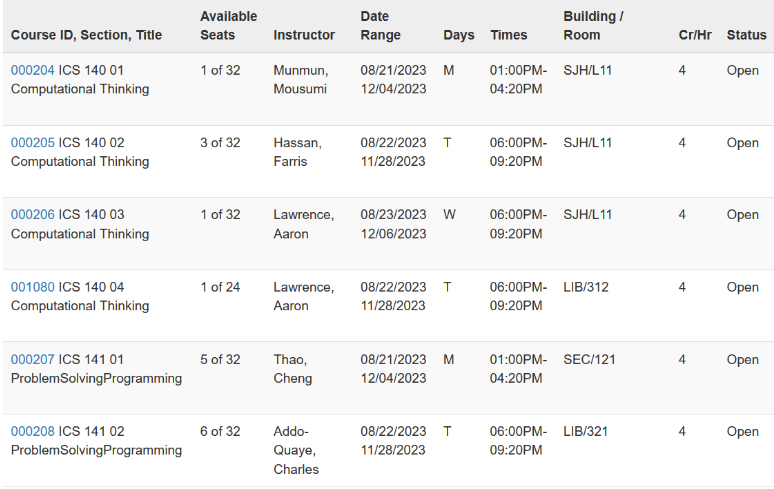 Course ID, Section, Title Available Seats Instructor Date Range Days Times Building / Room Cr/Hr Status
000204 ICS 140 01 1 of 32 Munmun, 08/21/2023 M 01:00PM- SJH/L11 4 Open
Computational Thinking Mousumi 12/04/2023 04:20PM
000205 ICS 140 02 3 of 32 Hassan, 08/22/2023 T 06:00PM- SJH/L11 4 Open
Computational Thinking Farris 11/28/2023 09:20PM
000206 ICS 140 03 1 of 32 Lawrence, 08/23/2023 W 06:00PM- SJH/L11 4 Open
Computational Thinking Aaron 12/06/2023 09:20PM
001080 ICS 140 04 1 of 24 Lawrence, 08/22/2023 T 06:00PM- LIB/312 4 Open
Computational Thinking Aaron 11/28/2023 09:20PM
000207 ICS 141 01 5 of 32 Thao, 08/21/2023 M 01:00PM- SEC/121 4 Open
ProblemSolvingProgramming Cheng 12/04/2023 04:20PM
000208 ICS 141 02 6 of 32 Addo- 08/22/2023 T 06:00PM- LIB/321 4 Open
ProblemSolvingProgramming Quaye, 11/28/2023 09:20PM
Charles